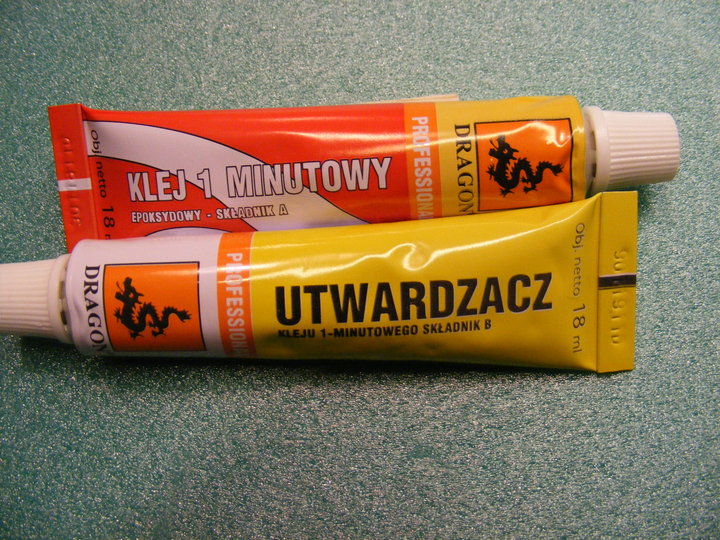 KLEJ 1 MINUTOWY
EPOKSYDOWY - SKŁADNIK A
PROFESSIONAL
DRAGON
Obj. netto 18 m
DRAGON
PROFESSIONAL
UTWARDZACZ
KLEJU 1-MINUTOWEGO SKŁADNIK B
Obj. netto 18 ml